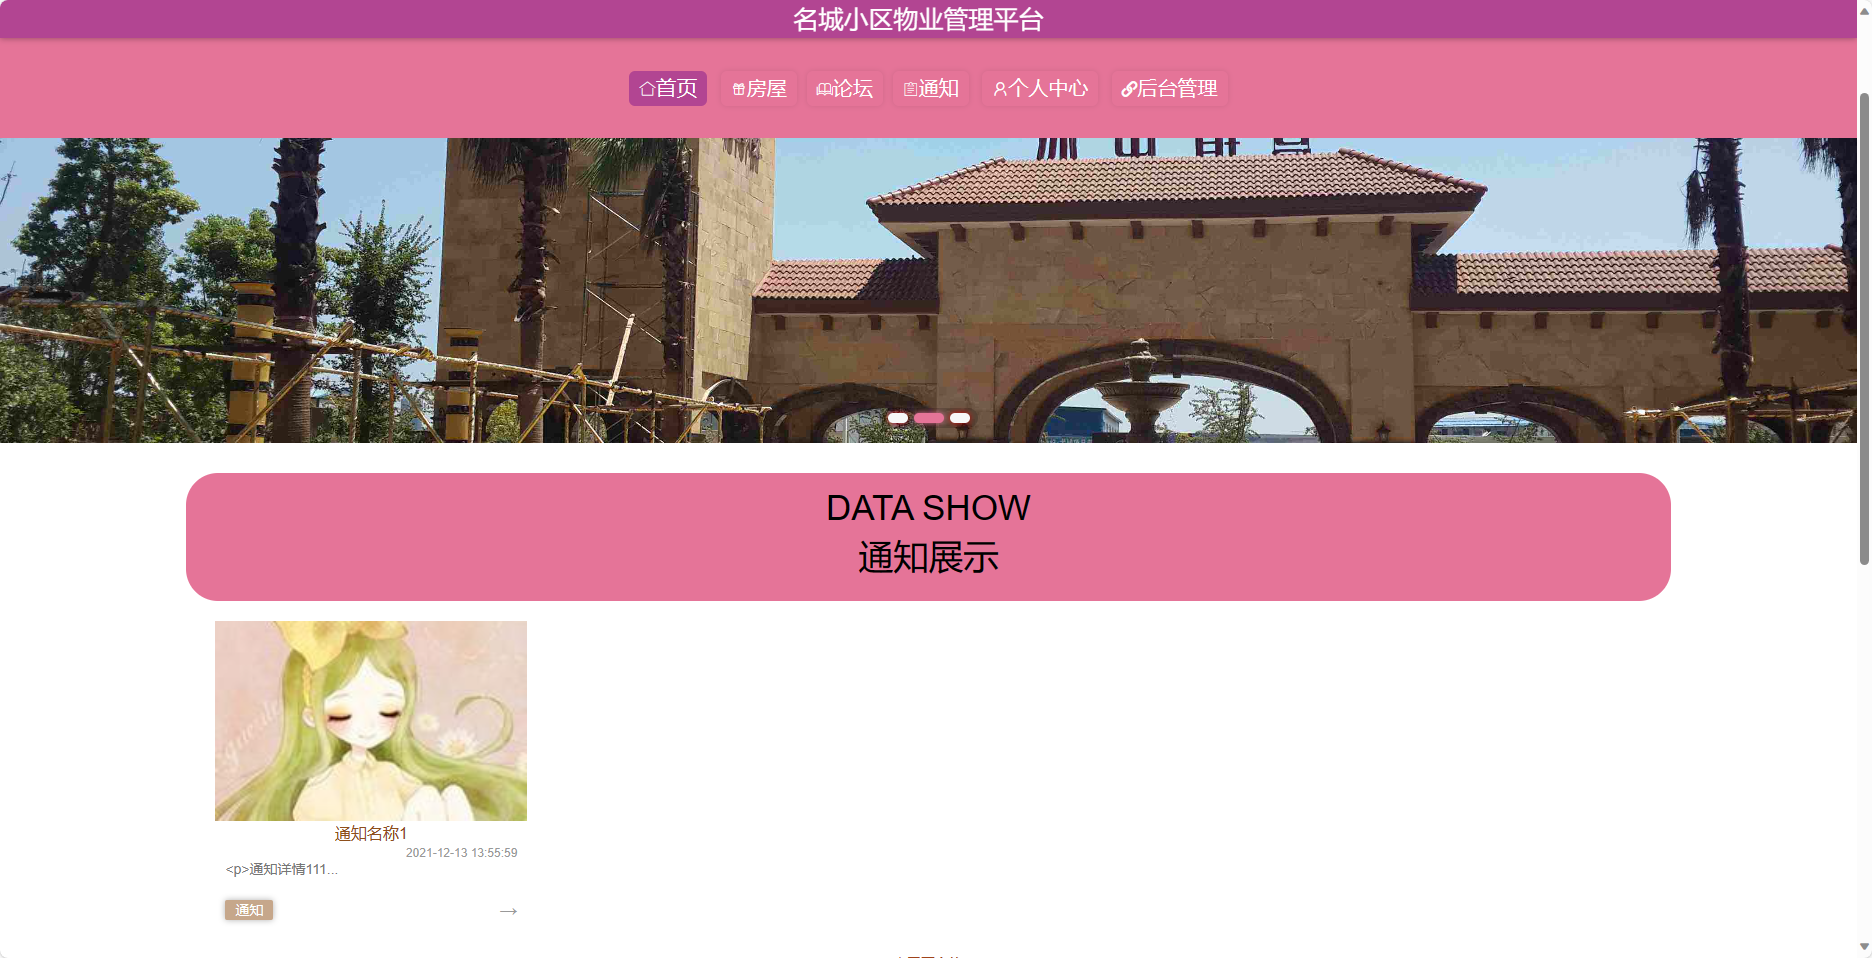 名城小区物业管理平台
首页 房屋 论坛 通知 个人中心 后台管理
DATA SHOW
通知展示
通知名称1
2021-12-13 13:55:59
<p>通知详情111...
通知 →